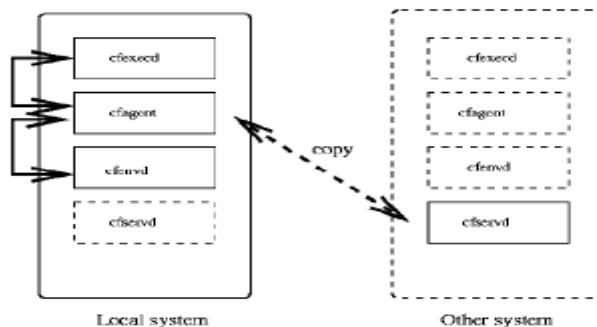 cfexecd
cfagent
cfenvd
cfservd
Local system
copy
cfexecd
cfagent
cfenvd
cfservd
Other system